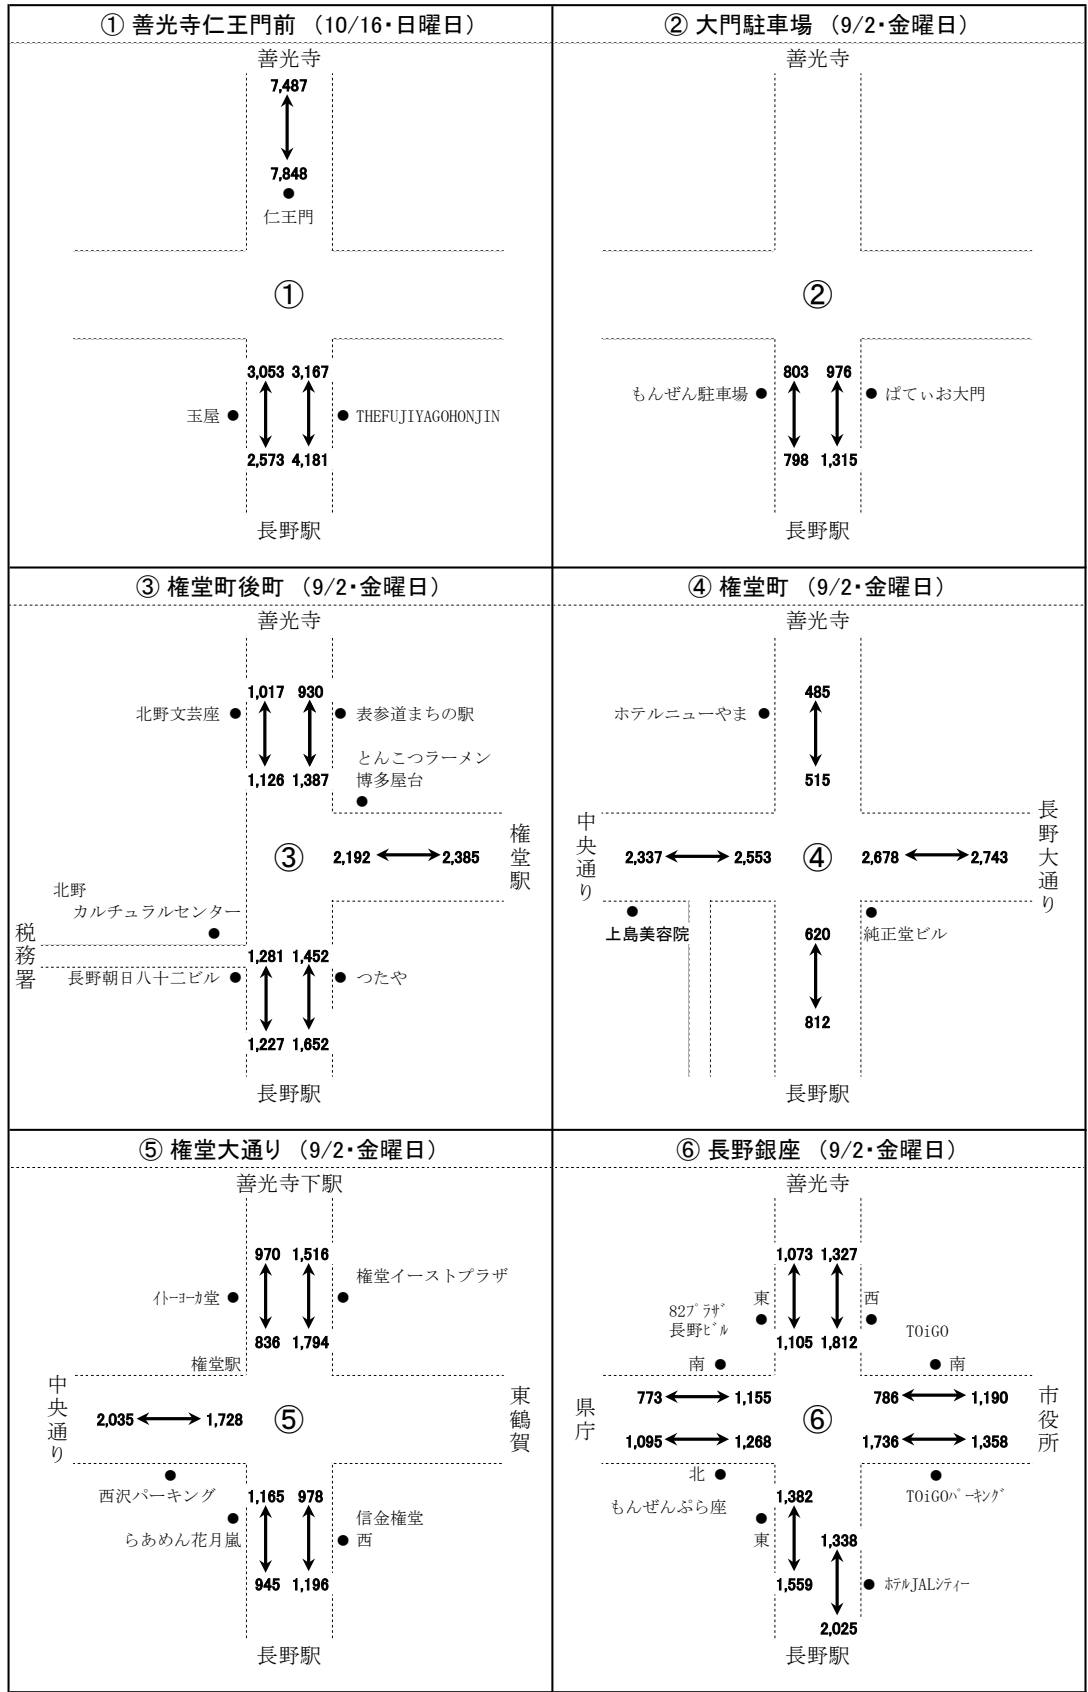 ① 善光寺仁王門前 (10/16・日曜日)
善光寺
7,487
7,848
仁王門
①
3,053 3,167
玉屋
THEFUJIYAGOHONJIN
2,573 4,181
長野駅
② 大門駐車場 (9/2・金曜日)
善光寺
②
803 976
もんぜん駐車場
ぱてぃお大門
798 1,315
長野駅
③ 権堂町後町 (9/2・金曜日)
善光寺
1,017 930
北野文芸座
表参道まちの駅
とんこつラーメン
博多屋台
1,126 1,387
③
2,192 2,385
権堂駅
北野
カルチュラルセンター
税務署
1,281 1,452
長野朝日八十二ビル
つたや
1,227 1,652
長野駅
④ 権堂町 (9/2・金曜日)
善光寺
485
ホテルニューやま
515
中央通り
長野大通り
2,337 2,553
④
2,678 2,743
上島美容院
620
純正堂ビル
812
長野駅
⑤ 権堂大通り (9/2・金曜日)
善光寺下駅
970 1,516
イトーヨーカ堂
権堂イーストプラザ
836 1,794
権堂駅
中央通り
2,035 1,728
⑤
東鶴賀
西沢パーキング
1,165 978
らあめん花月嵐
信金権堂
西
945 1,196
長野駅
⑥ 長野銀座 (9/2・金曜日)
善光寺
1,073 1,327
82プラザ
長野ビル
東
西
TOiGO
1,105 1,812
南
南
県庁
773 1,155
786 1,190
市役所
⑥
1,095 1,268
1,736 1,358
北
もんぜんぷら座
TOiGOパーキング
1,382
東
1,338
1,559
ホテルJALシティー
2,025
長野駅